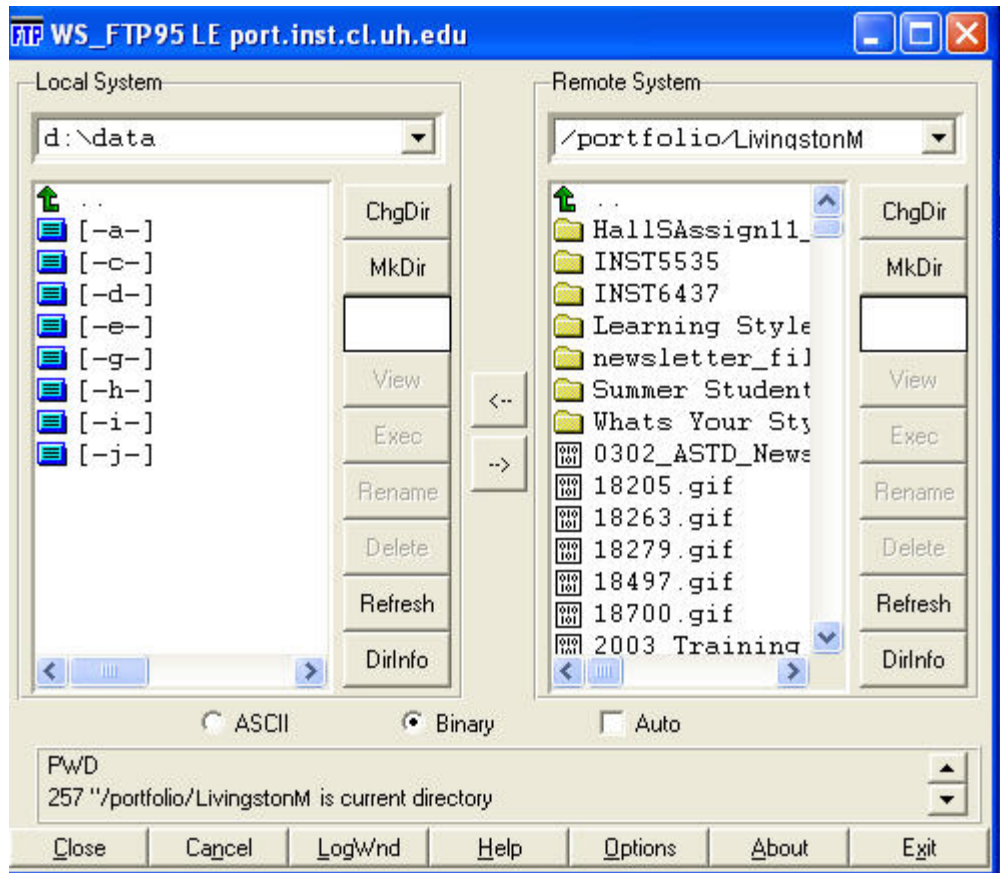 WS_FTP95 LE port.inst.cl.uh.edu
Local System
d:\data
..
[-a-]
[-c-]
[-d-]
[-e-]
[-g-]
[-h-]
[-i-]
[-j-]
ChgDir
MkDir
View
Exec
Rename
Delete
Refresh
DirInfo
<--
-->
Remote System
/portfolio/LivingstonM
..
HallSAssign11_
INST5535
INST6437
Learning Style
newsletter_fil
Summer Student
Whats Your Sty
0302_ASTD_News
18205.gif
18263.gif
18279.gif
18497.gif
18700.gif
2003 Training
ChgDir
MkDir
View
Exec
Rename
Delete
Refresh
DirInfo
ASCII Binary Auto
PWD
257 "/portfolio/LivingstonM is current directory
Close Cancel LogWnd Help Options About Exit